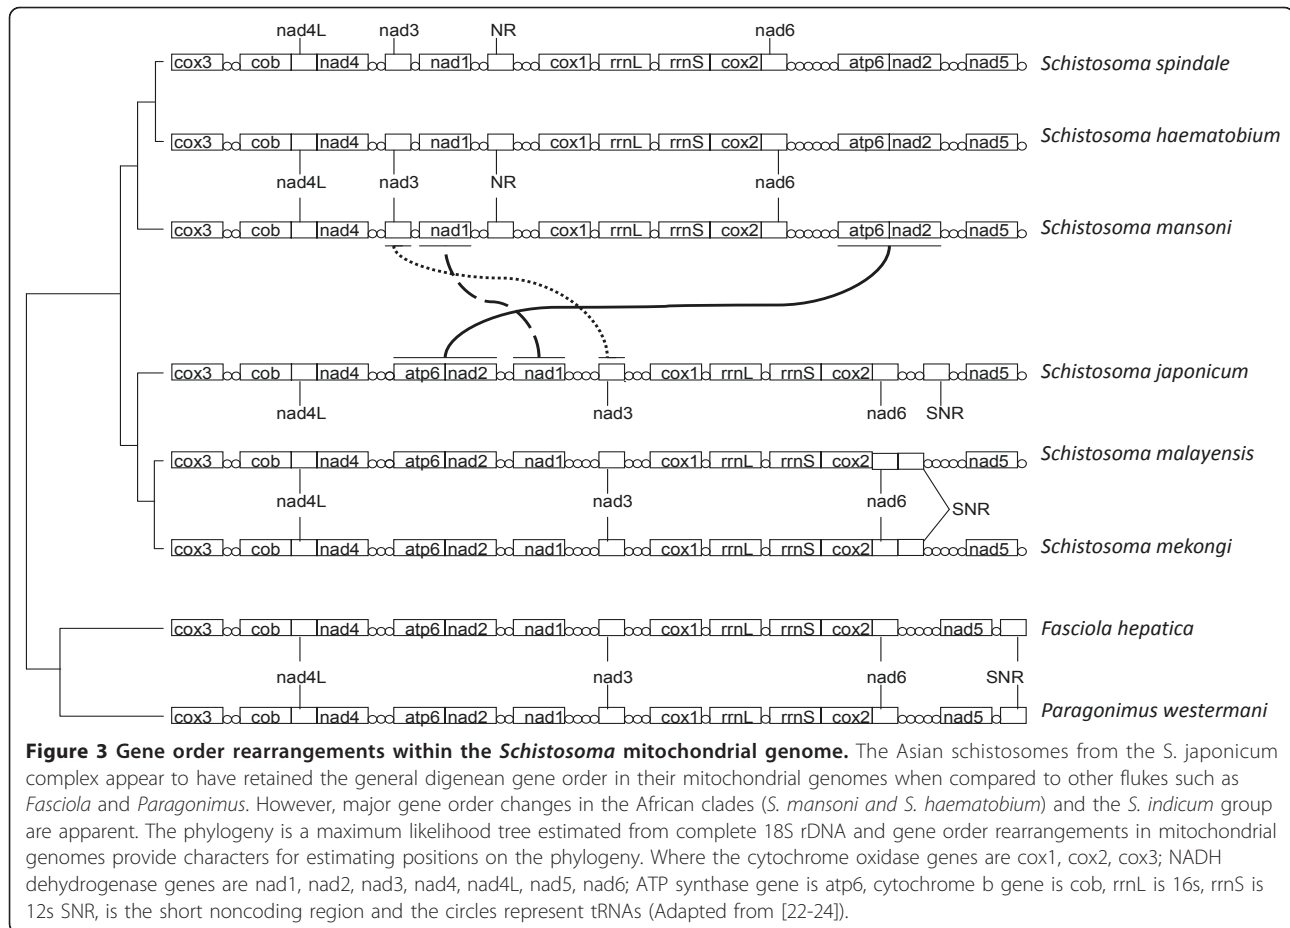 nad4L nad3 NR nad6
cox3 cob nad4 nad1 cox1 rrnL rrnS cox2 atp6 nad2 nad5 Schistosoma spindale
cox3 cob nad4 nad1 cox1 rrnL rrnS cox2 atp6 nad2 nad5 Schistosoma haematobium
nad4L nad3 NR nad6
cox3 cob nad4 nad1 cox1 rrnL rrnS cox2 atp6 nad2 nad5 Schistosoma mansoni
cox3 cob nad4 atp6 nad2 nad1 cox1 rrnL rrnS cox2 nad5 Schistosoma japonicum
nad4L nad3 nad6 SNR
cox3 cob nad4 atp6 nad2 nad1 cox1 rrnL rrnS cox2 nad5 Schistosoma malayensis
nad4L nad3 nad6 SNR
cox3 cob nad4 atp6 nad2 nad1 cox1 rrnL rrnS cox2 nad5 Schistosoma mekongi
cox3 cob nad4 atp6 nad2 nad1 cox1 rrnL rrnS cox2 nad5 Fasciola hepatica
nad4L nad3 nad6 SNR
cox3 cob nad4 atp6 nad2 nad1 cox1 rrnL rrnS cox2 nad5 Paragonimus westermani
Figure 3 Gene order rearrangements within the Schistosoma mitochondrial genome. The Asian schistosomes from the S. japonicum
complex appear to have retained the general digenean gene order in their mitochondrial genomes when compared to other flukes such as
Fasciola and Paragonimus. However, major gene order changes in the African clades (S. mansoni and S. haematobium) and the S. indicum group
are apparent. The phylogeny is a maximum likelihood tree estimated from complete 18S rDNA and gene order rearrangements in mitochondrial
genomes provide characters for estimating positions on the phylogeny. Where the cytochrome oxidase genes are cox1, cox2, cox3; NADH
dehydrogenase genes are nad1, nad2, nad3, nad4, nad4L, nad5, nad6; ATP synthase gene is atp6, cytochrome b gene is cob, rrnL is 16s, rrnS is
12s SNR, is the short noncoding region and the circles represent tRNAs (Adapted from [22-24]).